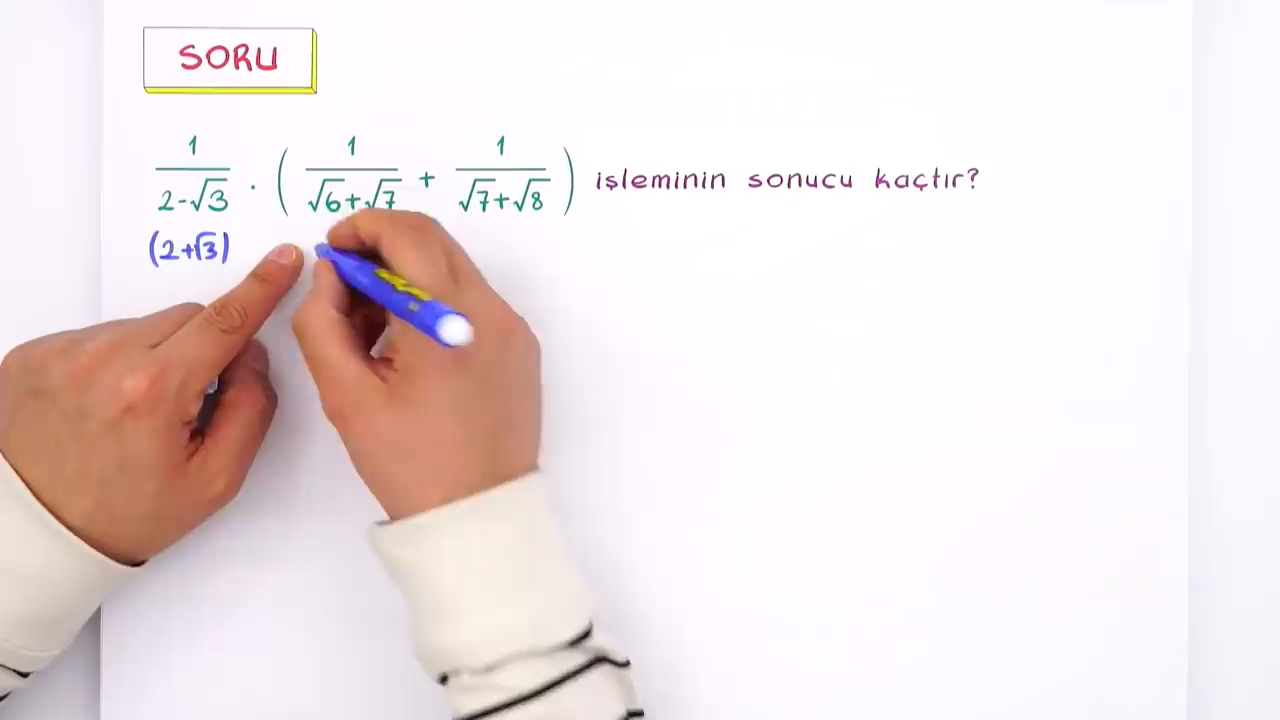 SORU
1/(2-√3) · ( 1/(√6+√7) + 1/(√7+√8) ) işleminin sonucu kaçtır?
(2+√3)